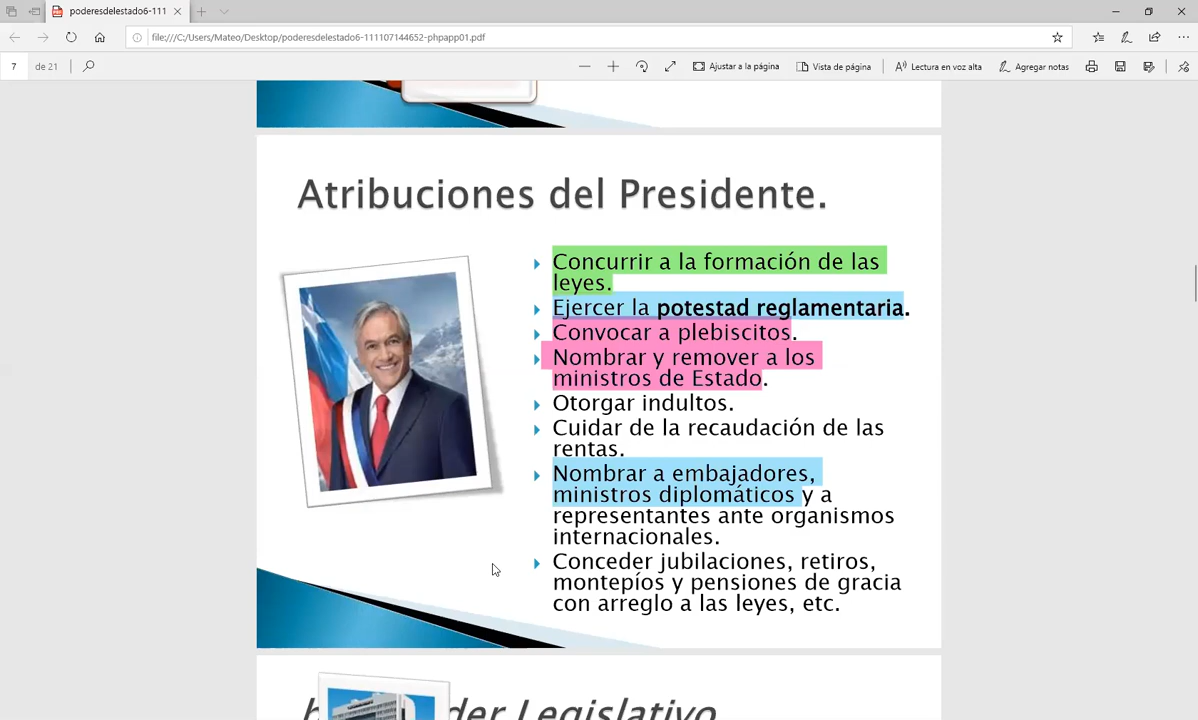 poderesdelestado6-111
file:///C:/Users/Mateo/Desktop/poderesdelestado6-111107144652-phpapp01.pdf
7 de 21
Ajustar a la página
Vista de página
Lectura en voz alta
Agregar notas
Atribuciones del Presidente.
Concurrir a la formación de las
leyes.
Ejercer la potestad reglamentaria.
Convocar a plebiscitos.
Nombrar y remover a los
ministros de Estado.
Otorgar indultos.
Cuidar de la recaudación de las
rentas.
Nombrar a embajadores,
ministros diplomáticos y a
representantes ante organismos
internacionales.
Conceder jubilaciones, retiros,
montepíos y pensiones de gracia
con arreglo a las leyes, etc.
Legislativo